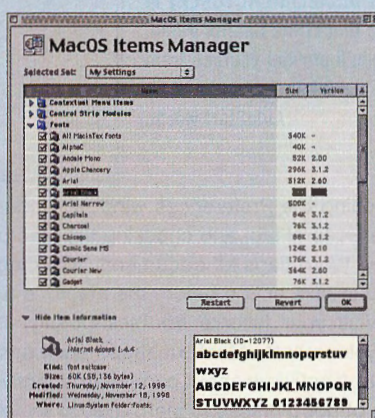 MacOS Items Manager
MacOS Items Manager
Selected Set: My Settings
Name Size Version
Contextual Menu Items
Control Strip Modules
Fonts
All MacinTex Fonts 340K -
AlphaC 40K -
Andale Mono 82K 2.00
Apple Chancery 296K 3.1.2
Arial 312K 2.60
Arial Black
Arial Narrow 500K -
Capitals 64K 3.1.2
Charcoal 76K 3.1.2
Chicago 88K 3.1.2
Comic Sans MS 124K 2.10
Courier 176K 3.1.2
Courier New 364K 2.60
Gadget 76K 3.1.2
Restart Revert OK
Hide Item Information
Arial Black
Internet Access 1.4.4
Kind: font suitcase
Size: 60K (58,136 bytes)
Created: Thursday, November 12, 1998
Modified: Wednesday, November 18, 1998
Where: Linus:System Folder:Fonts:
Arial Black (ID=12077)
abcdefghijklmnopqrstuv
wxyz
ABCDEFGHIJKLMNOPQR
STUVWXYZ 0123456789